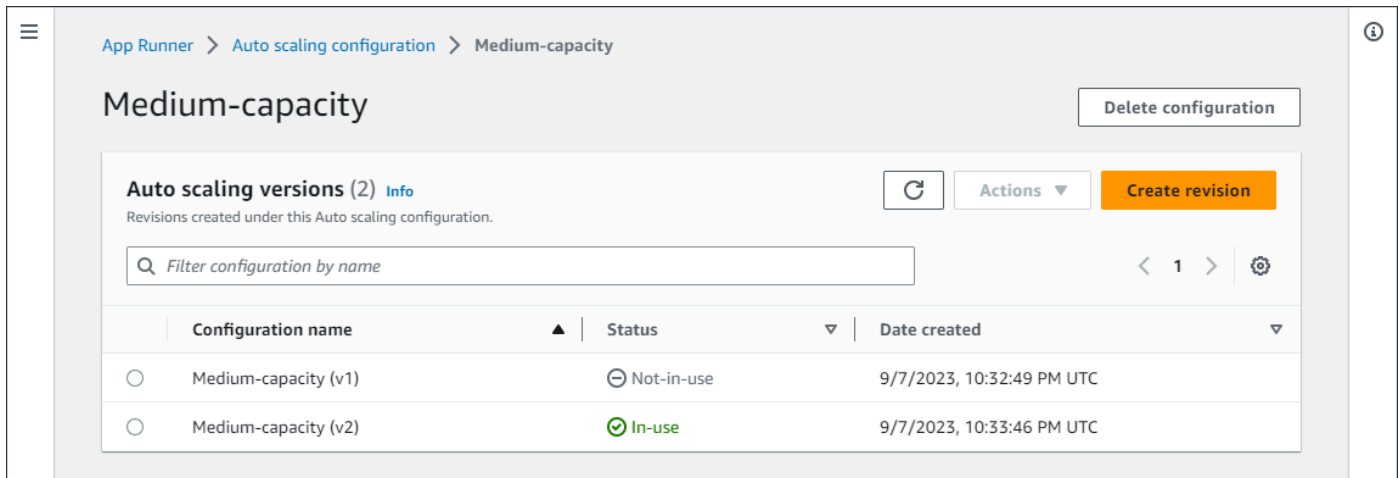 App Runner > Auto scaling configuration > Medium-capacity
Medium-capacity
Delete configuration
Auto scaling versions (2) Info
Revisions created under this Auto scaling configuration.
Actions
Create revision
Filter configuration by name
1
Configuration name Status Date created
Medium-capacity (v1) Not-in-use 9/7/2023, 10:32:49 PM UTC
Medium-capacity (v2) In-use 9/7/2023, 10:33:46 PM UTC